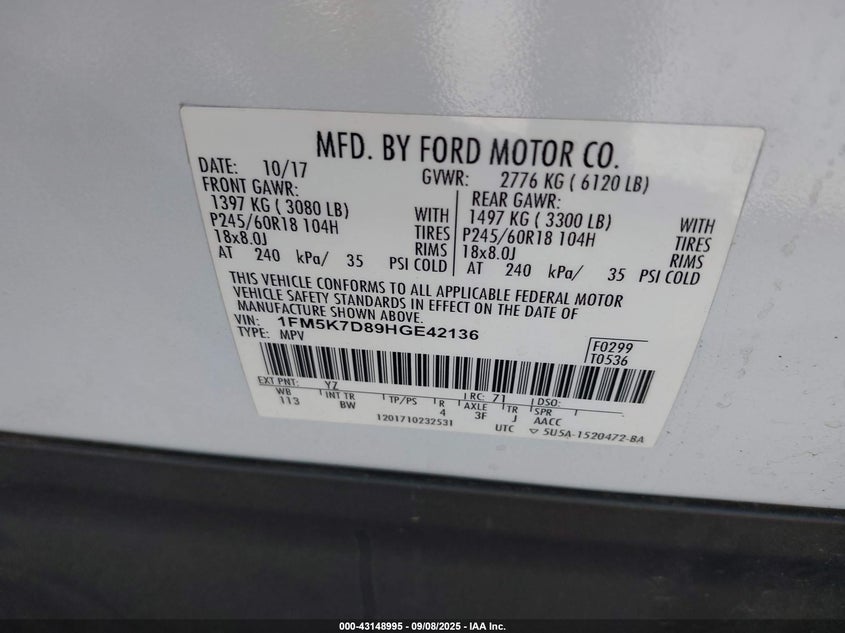 MFD. BY FORD MOTOR CO.
DATE: 10/17 GVWR: 2776 KG ( 6120 LB)
FRONT GAWR: REAR GAWR:
1397 KG ( 3080 LB) WITH 1497 KG ( 3300 LB) WITH
P245/60R18 104H TIRES P245/60R18 104H TIRES
18x8.0J RIMS 18x8.0J RIMS
AT 240 kPa/ 35 PSI COLD AT 240 kPa/ 35 PSI COLD
THIS VEHICLE CONFORMS TO ALL APPLICABLE FEDERAL MOTOR
VEHICLE SAFETY STANDARDS IN EFFECT ON THE DATE OF
MANUFACTURE SHOWN ABOVE.
VIN: 1FM5K7D89HGE42136
TYPE: MPV
F0299
T0536
EXT PNT: YZ RC: 71 DSO:
WB INT TR TP/PS R AXLE TR SPR
113 BW 4 3F J AACC
1201710232531 UTC ▽ 5U5A-1520472-BA
000-43148995 - 09/08/2025 - IAA Inc.